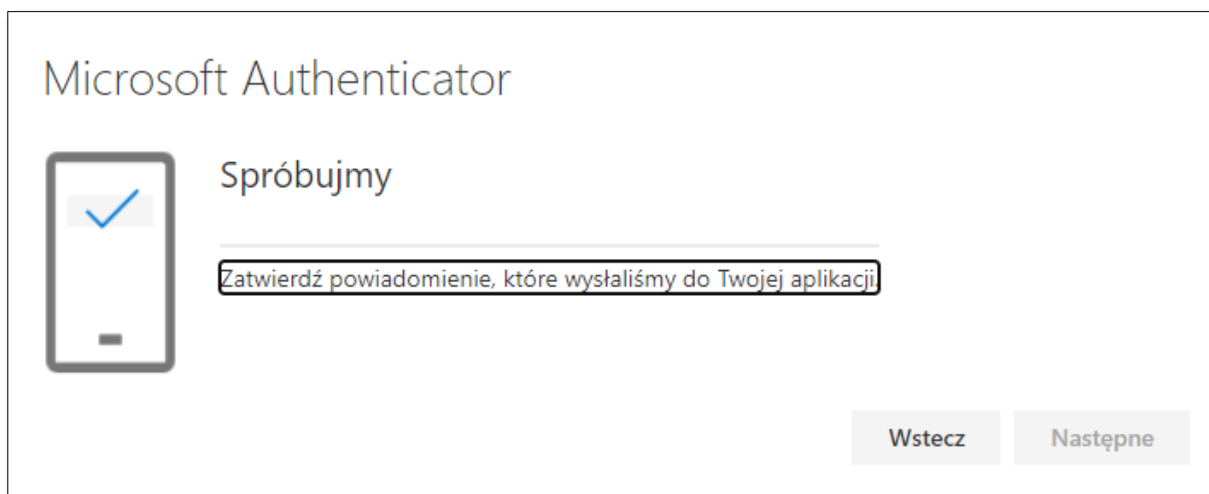 Microsoft Authenticator
Spróbujmy
Zatwierdź powiadomienie, które wysłaliśmy do Twojej aplikacji.
Wstecz
Następne